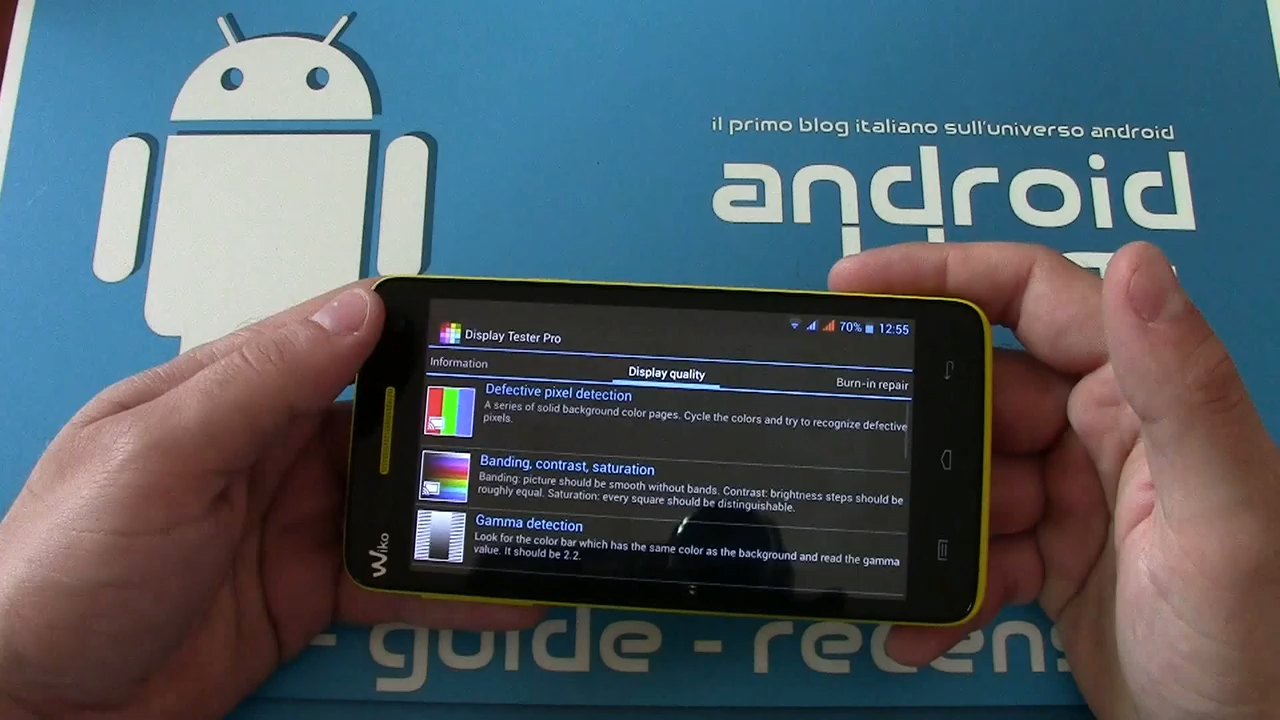 il primo blog italiano sull'universo android
android
70% 12:55
Display Tester Pro
Information
Display quality
Burn-in repair
Defective pixel detection
A series of solid background color pages. Cycle the colors and try to recognize defective
pixels.
Banding, contrast, saturation
Banding: picture should be smooth without bands. Contrast: brightness steps should be
roughly equal. Saturation: every square should be distinguishable.
Gamma detection
Look for the color bar which has the same color as the background and read the gamma
value. It should be 2.2.
Wiko
- guide - recens